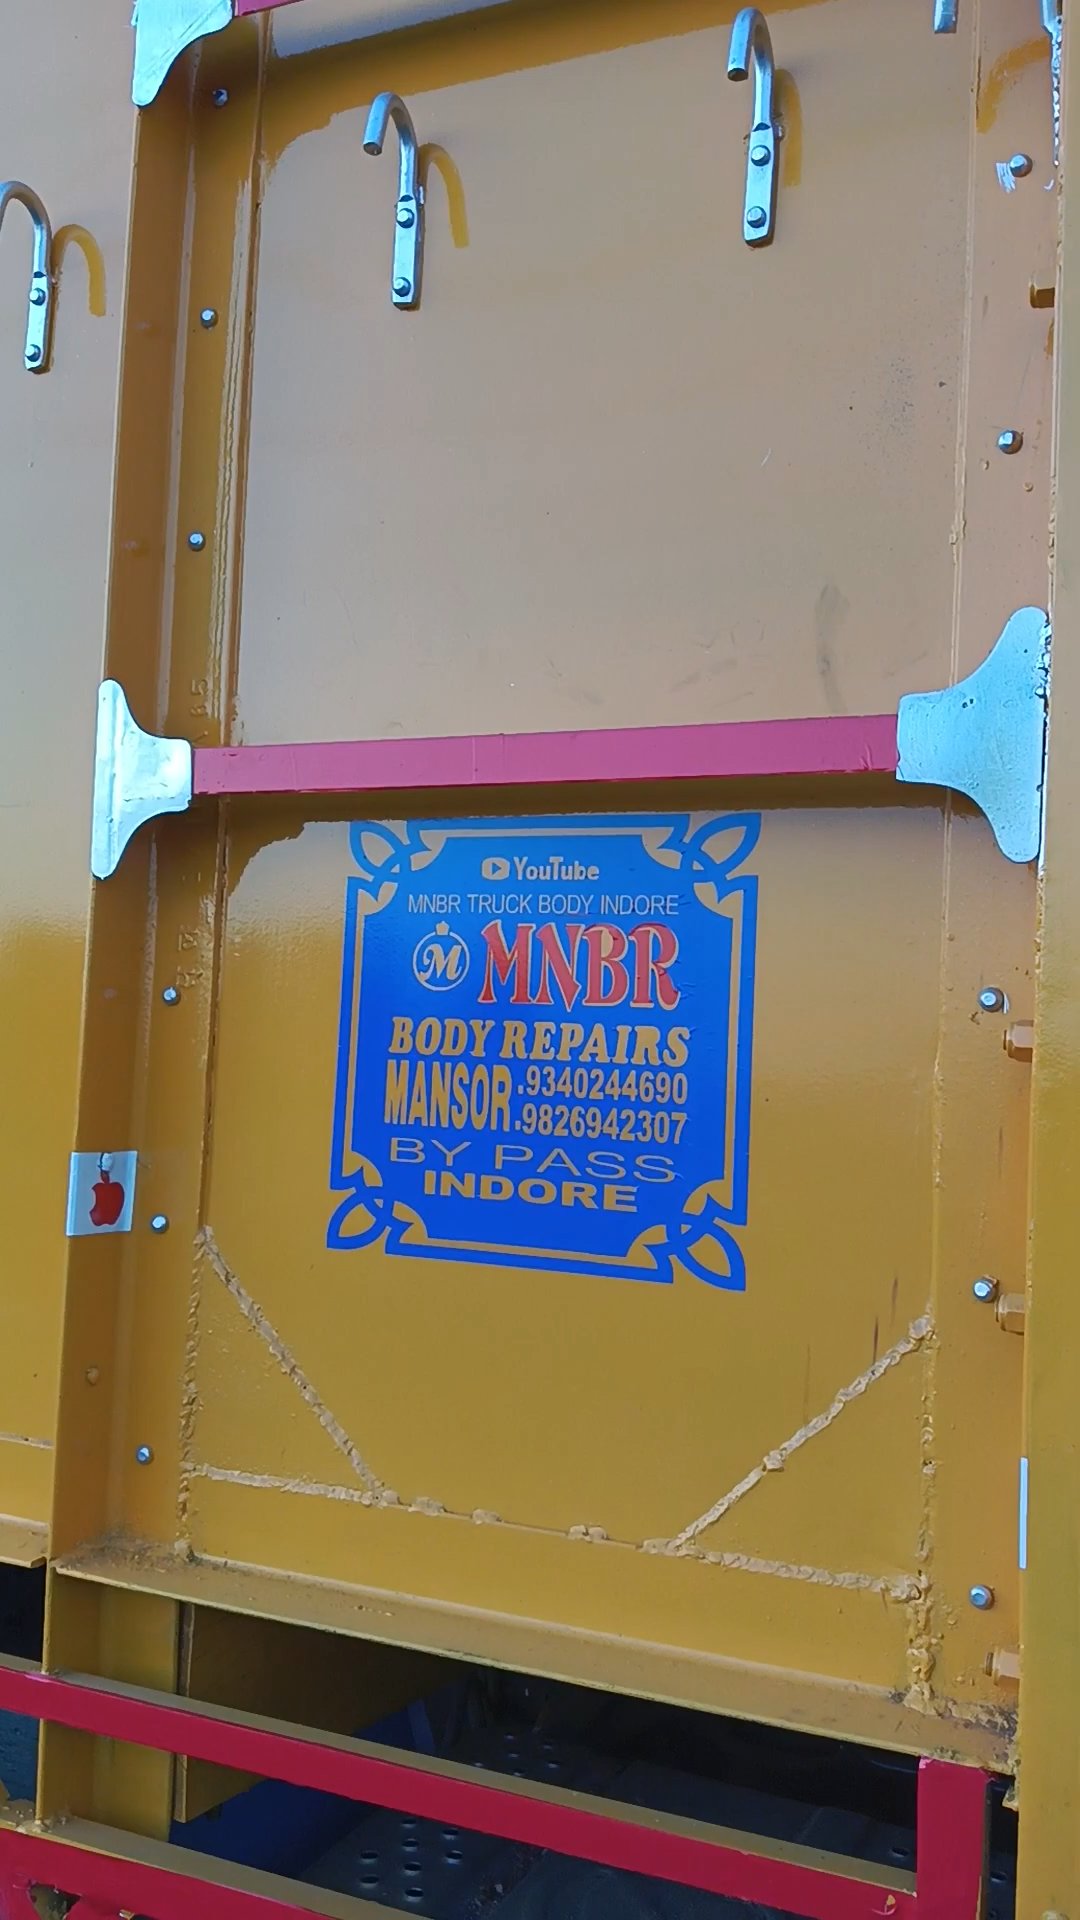 YouTube
MNBR TRUCK BODY INDORE
M MNBR
BODY REPAIRS
MANSOR .9340244690
.9826942307
BY PASS
INDORE